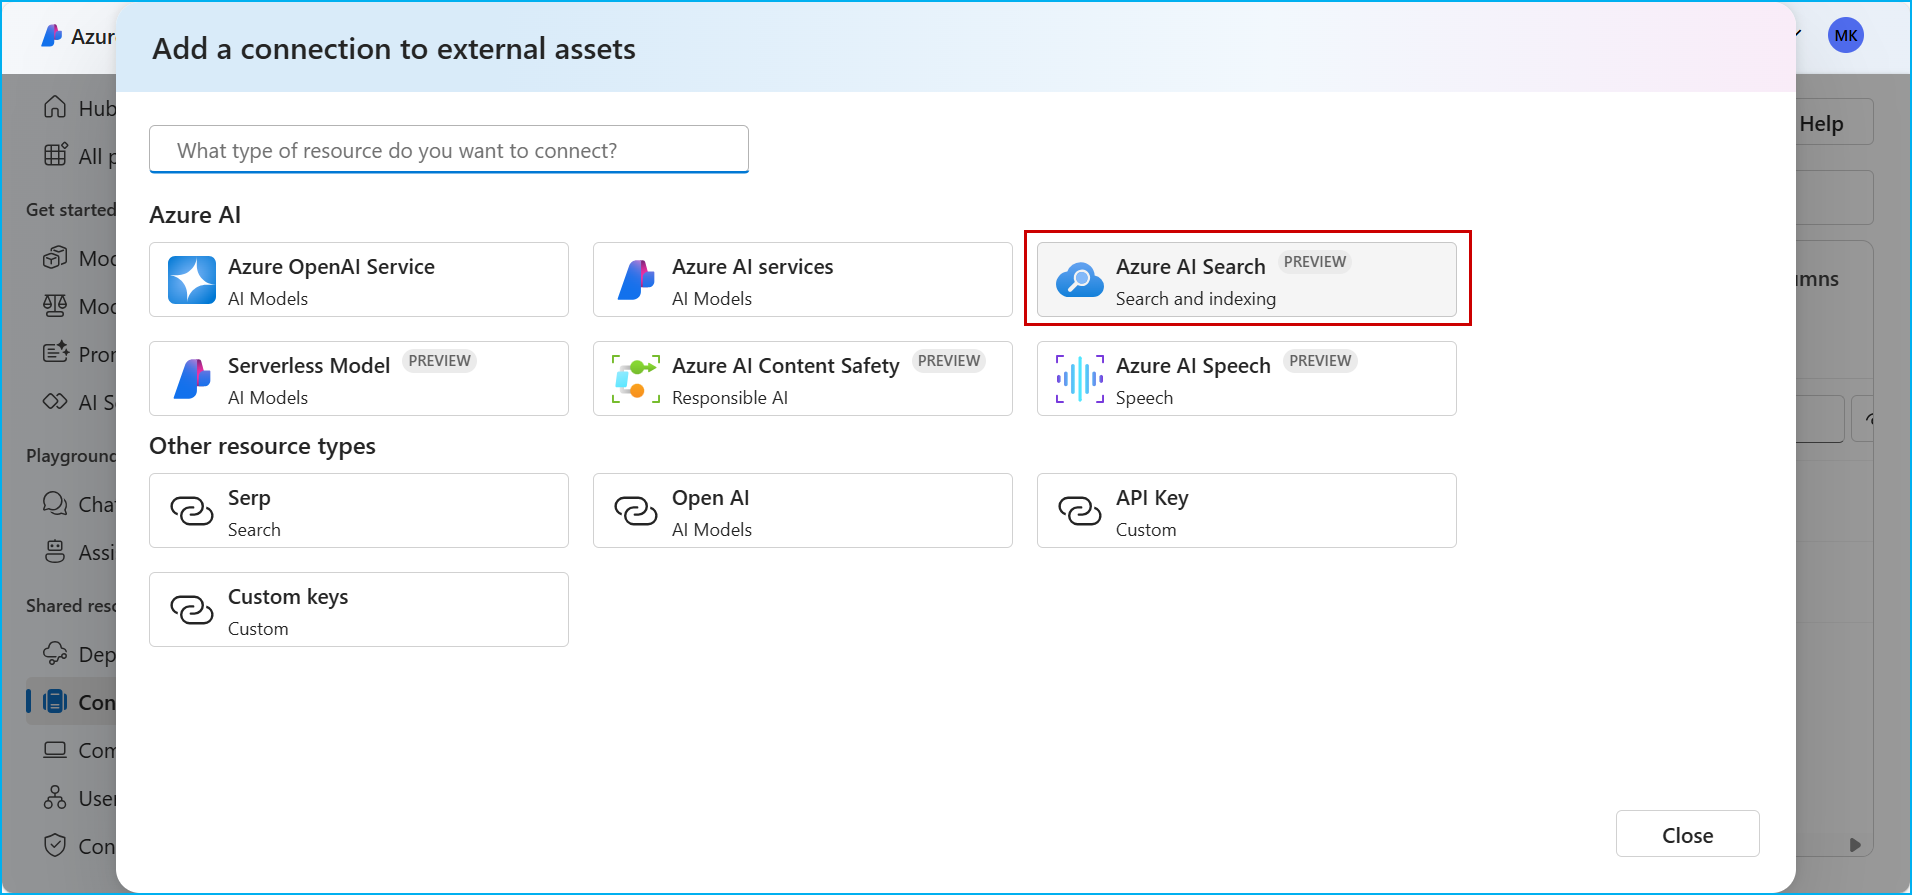 Azur
Add a connection to external assets
MK
Hub
All p
Help
What type of resource do you want to connect?
Get started
Azure AI
Azure OpenAI Service
AI Models
Azure AI services
AI Models
Azure AI Search PREVIEW
Search and indexing
Serverless Model PREVIEW
AI Models
Azure AI Content Safety PREVIEW
Responsible AI
Azure AI Speech PREVIEW
Speech
Other resource types
Serp
Search
Open AI
AI Models
API Key
Custom
Custom keys
Custom
Mod
Mod
Pror
AI S
Playground
Chat
Assi
Shared reso
Dep
Con
Com
User
Con
umns
Close